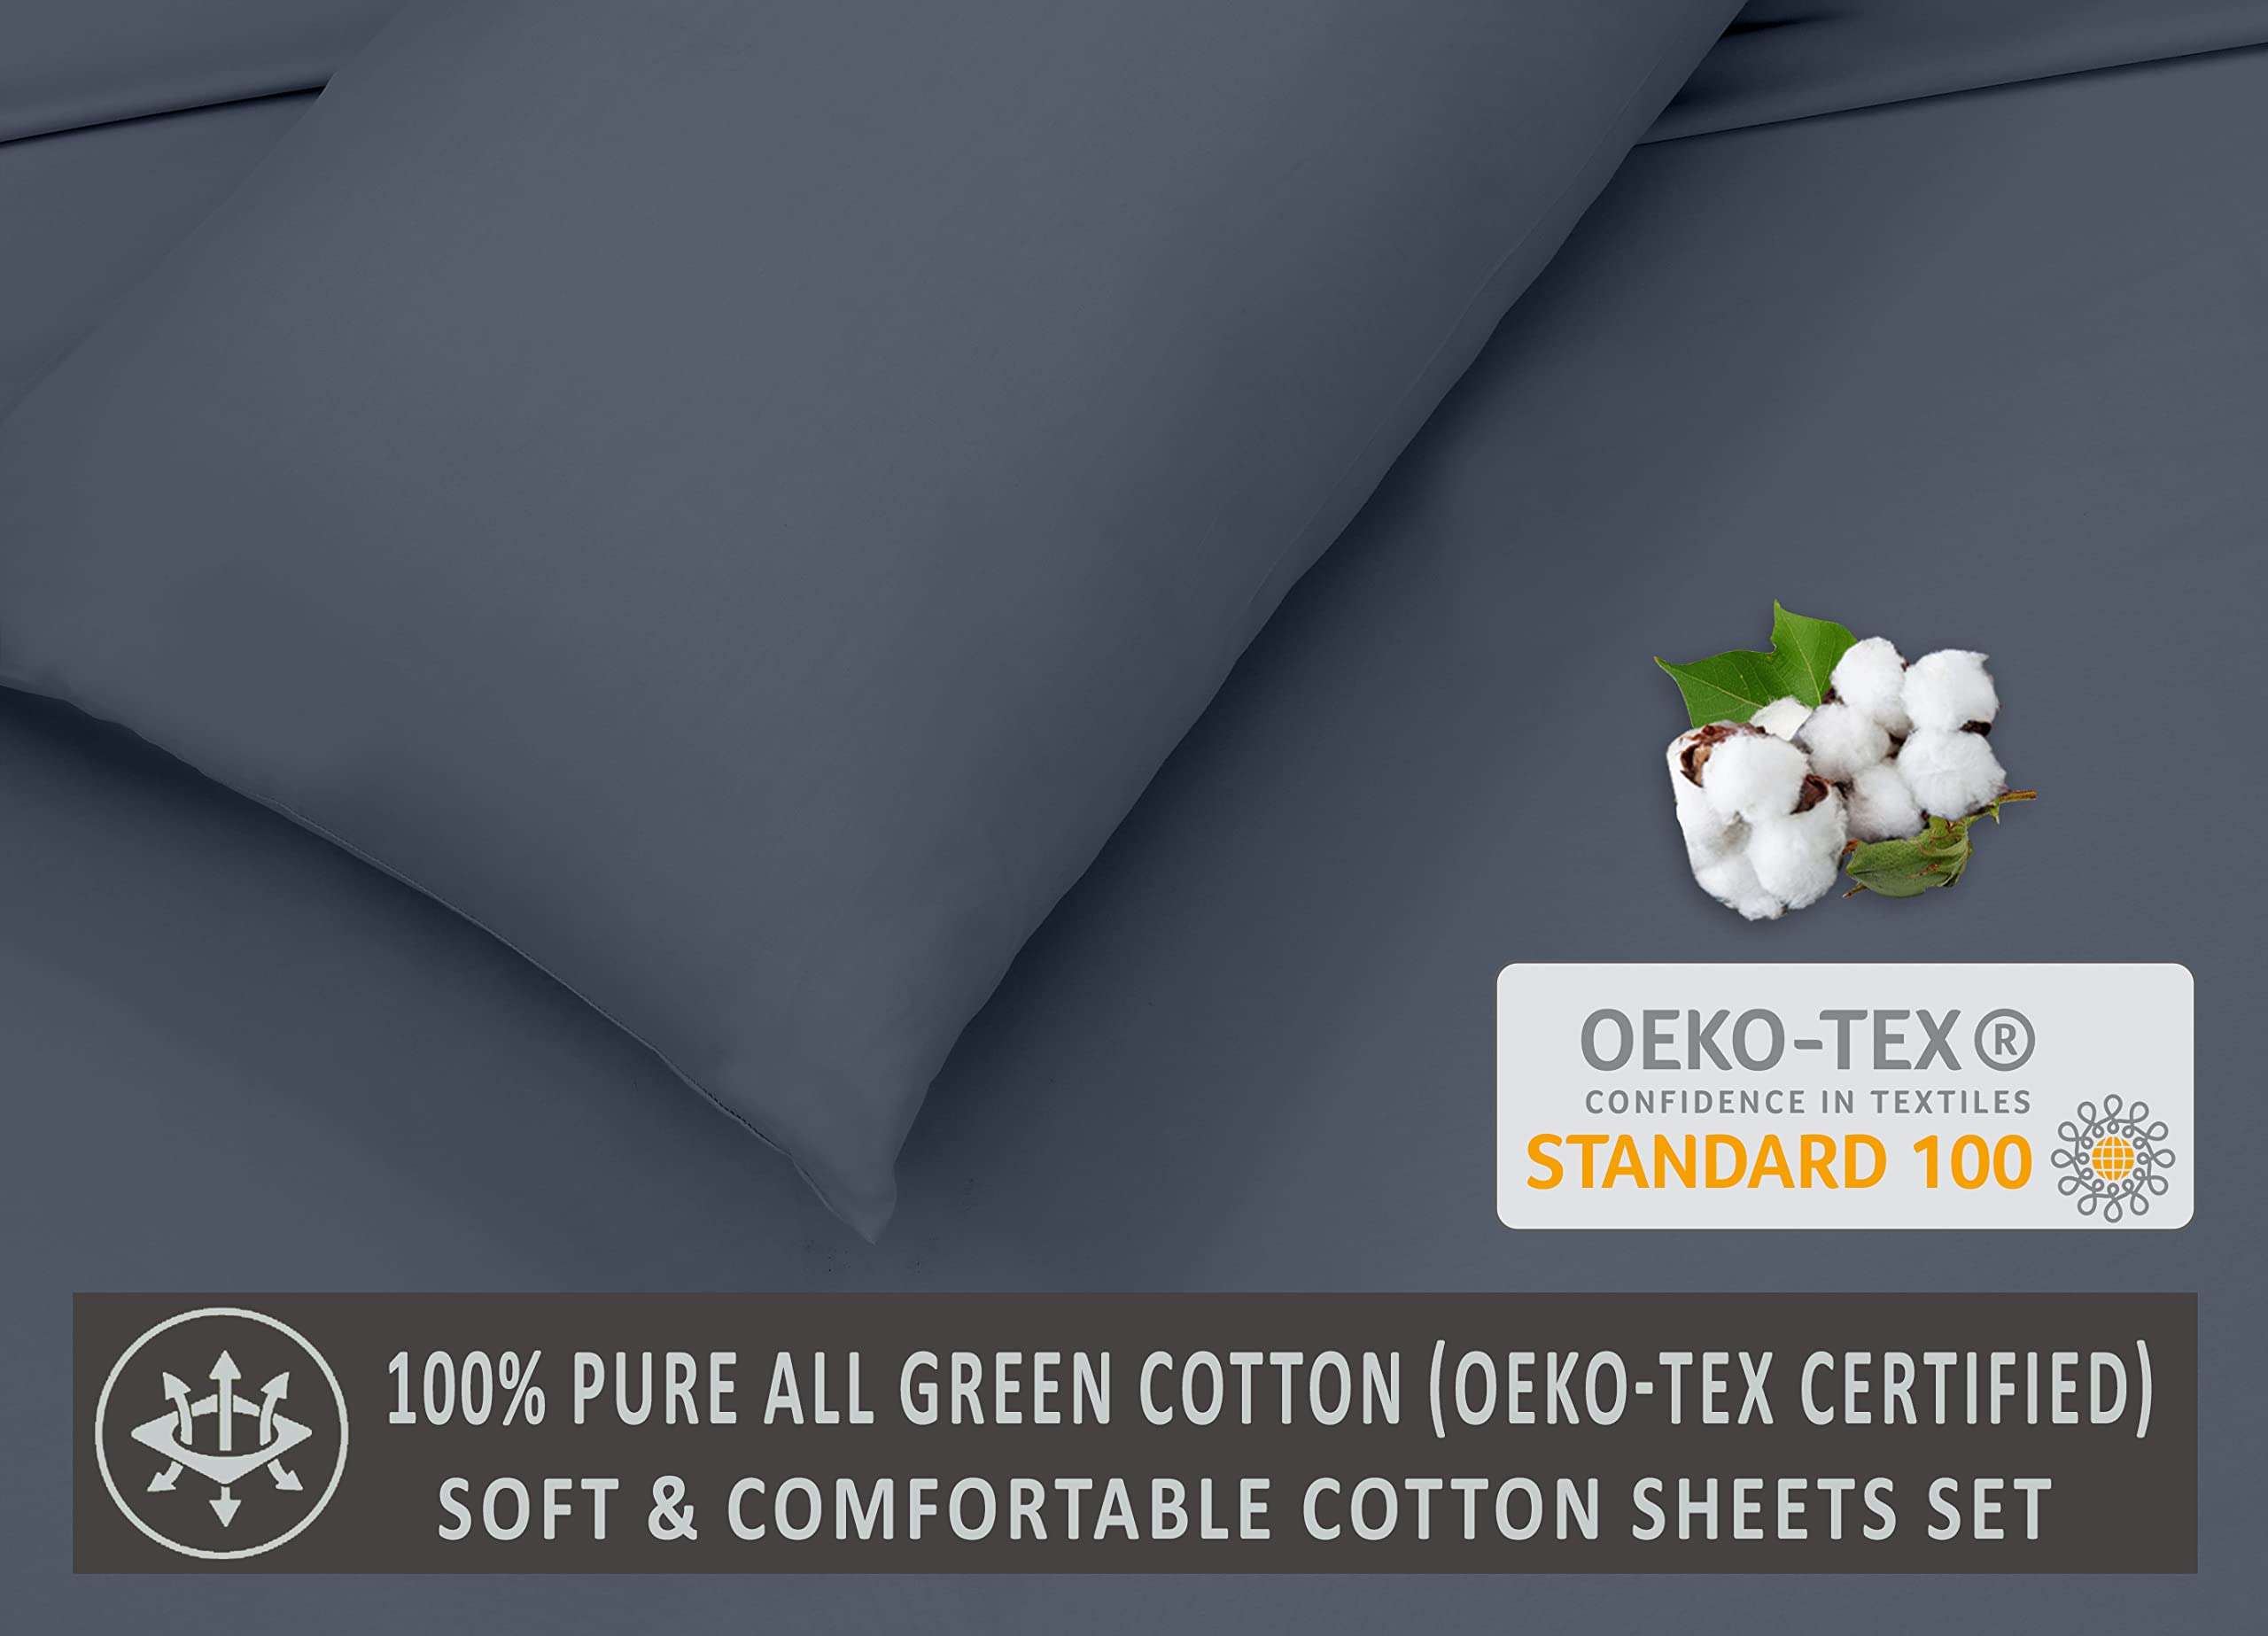 OEKO-TEX®
CONFIDENCE IN TEXTILES
STANDARD 100
100% PURE ALL GREEN COTTON (OEKO-TEX CERTIFIED)
SOFT & COMFORTABLE COTTON SHEETS SET